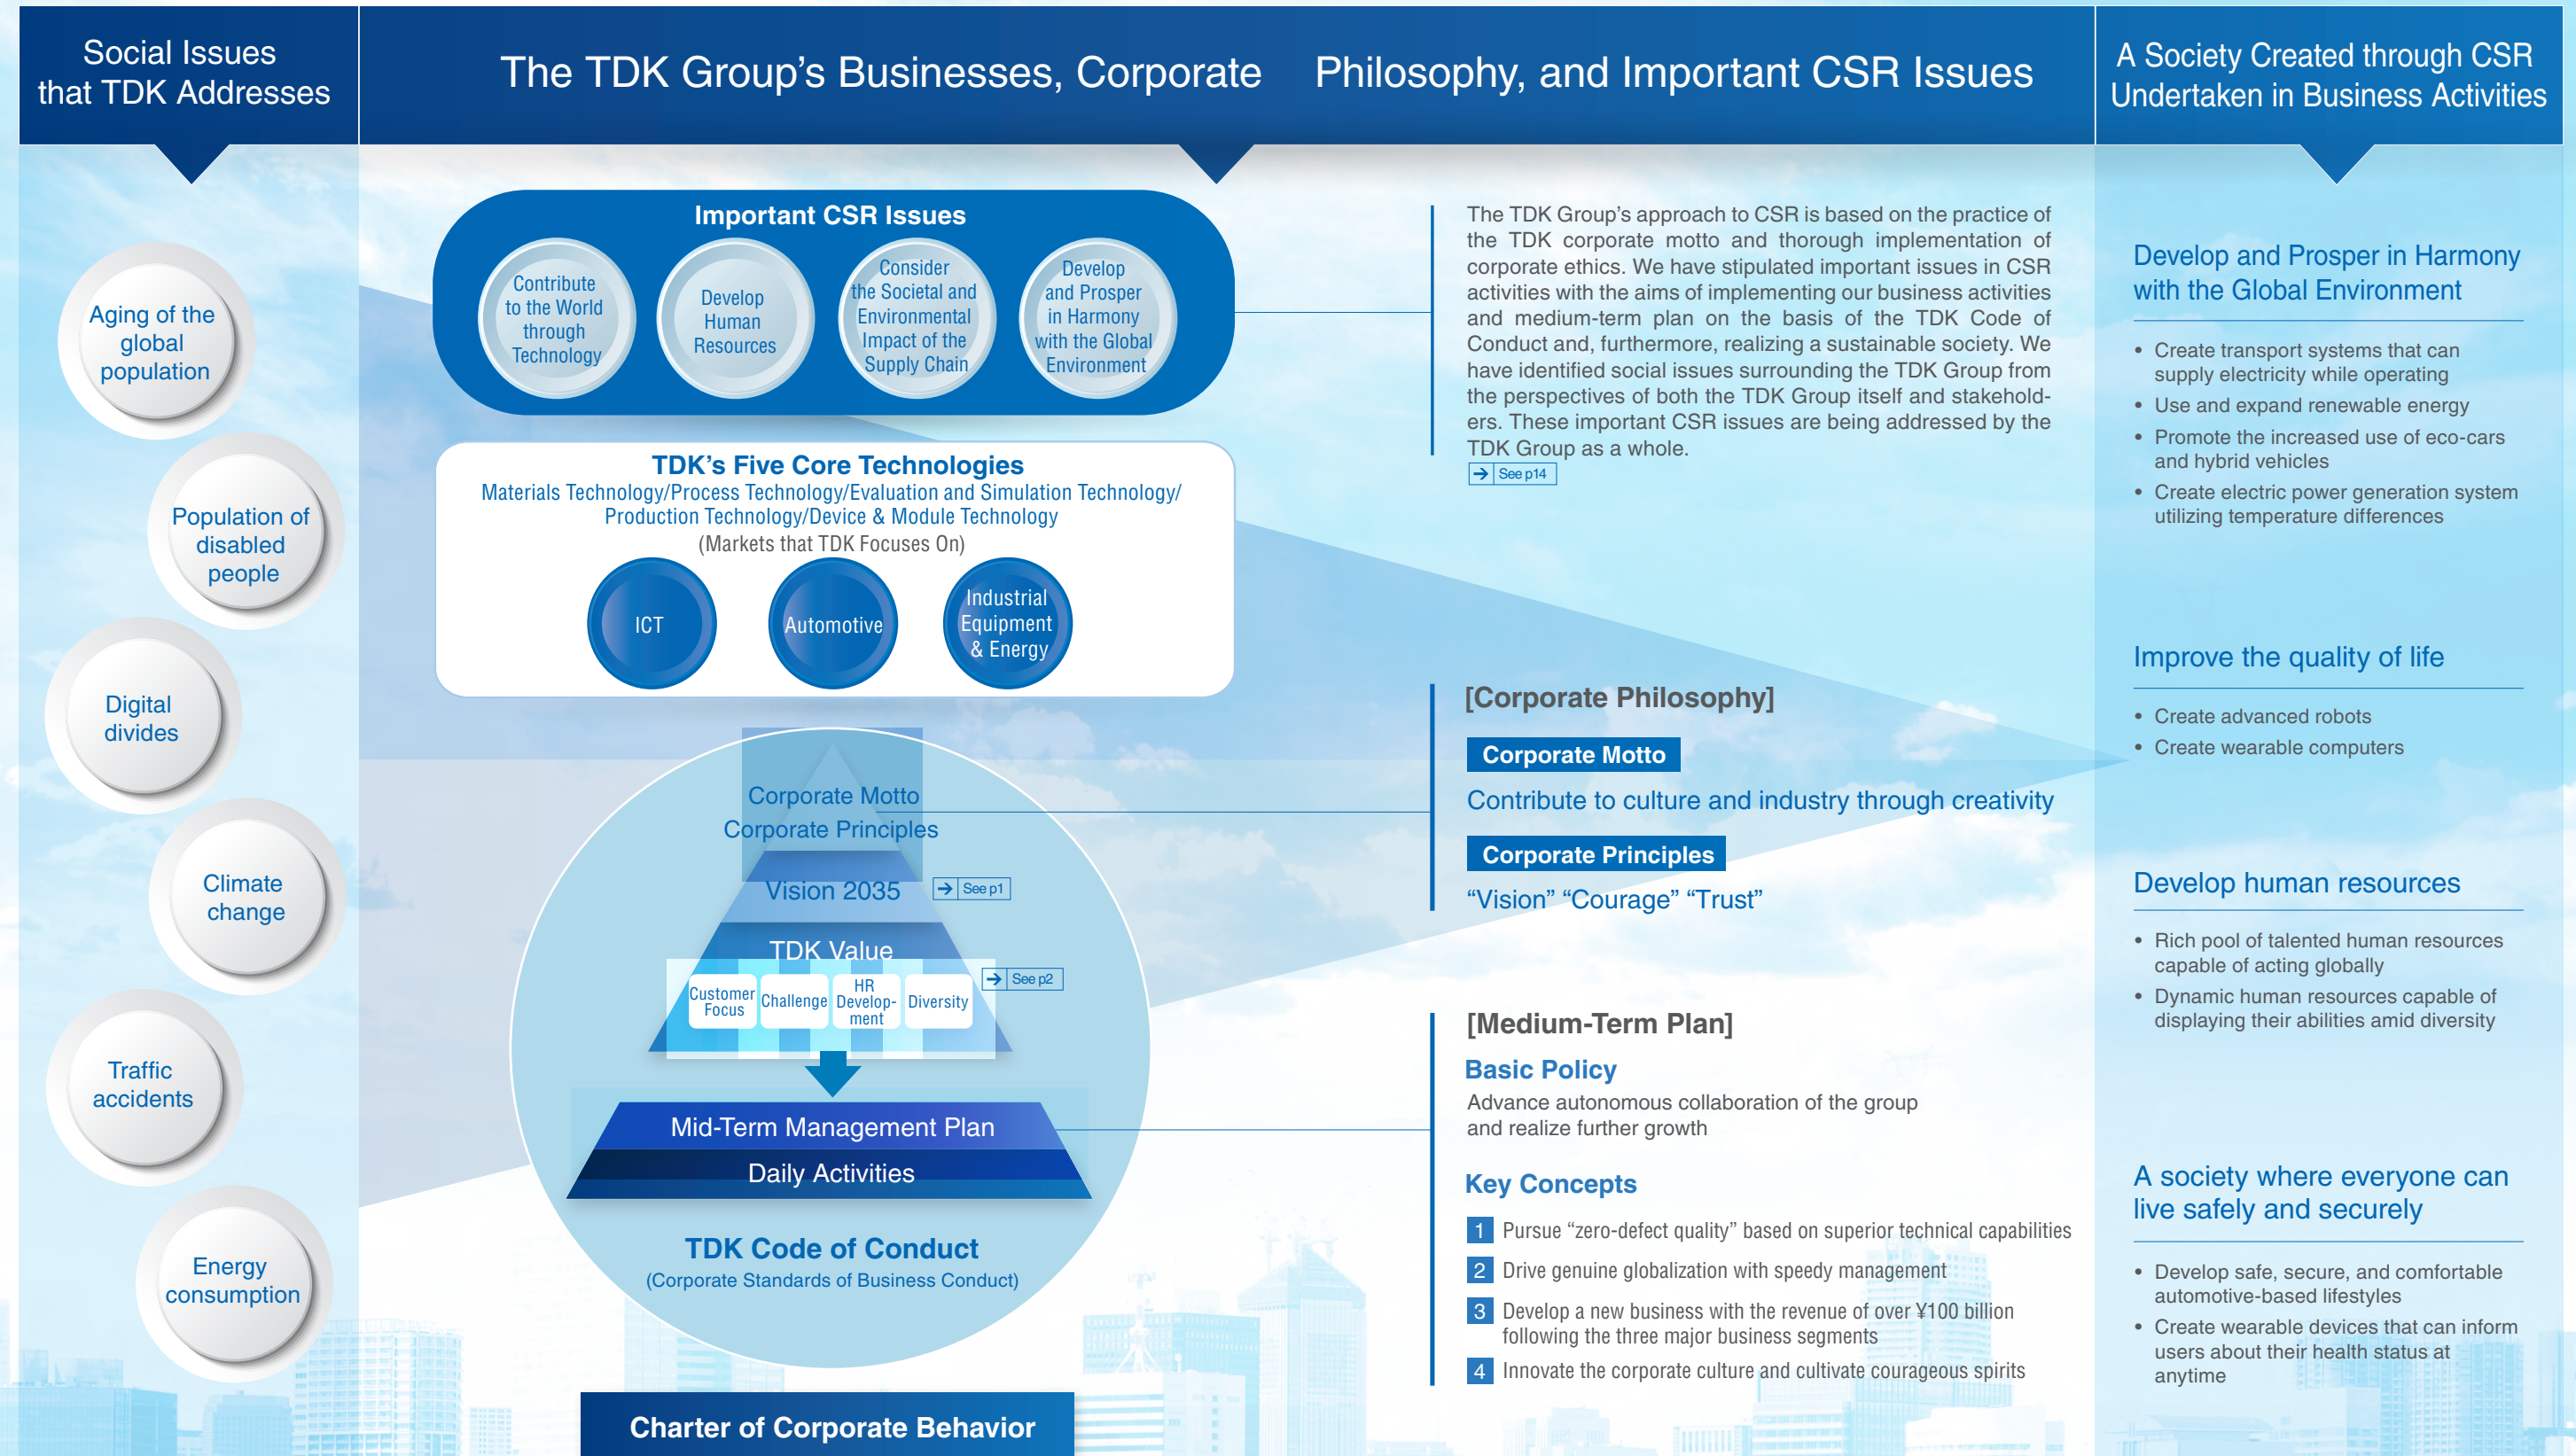 Social Issues
that TDK Addresses
The TDK Group’s Businesses, Corporate Philosophy, and Important CSR Issues
A Society Created through CSR
Undertaken in Business Activities
Aging of the
global
population
Population of
disabled
people
Digital
divides
Climate
change
Traffic
accidents
Energy
consumption
Important CSR Issues
Contribute
to the World
through
Technology
Develop
Human
Resources
Consider
the Societal and
Environmental
Impact of the
Supply Chain
Develop
and Prosper
in Harmony
with the Global
Environment
TDK’s Five Core Technologies
Materials Technology/Process Technology/Evaluation and Simulation Technology/
Production Technology/Device & Module Technology
(Markets that TDK Focuses On)
ICT
Automotive
Industrial
Equipment
& Energy
Corporate Motto
Corporate Principles
Vision 2035
See p1
TDK Value
See p2
Customer
Focus
Challenge
HR
Develop-
ment
Diversity
Mid-Term Management Plan
Daily Activities
TDK Code of Conduct
(Corporate Standards of Business Conduct)
Charter of Corporate Behavior
The TDK Group’s approach to CSR is based on the practice of
the TDK corporate motto and thorough implementation of
corporate ethics. We have stipulated important issues in CSR
activities with the aims of implementing our business activities
and medium-term plan on the basis of the TDK Code of
Conduct and, furthermore, realizing a sustainable society. We
have identified social issues surrounding the TDK Group from
the perspectives of both the TDK Group itself and stakehold-
ers. These important CSR issues are being addressed by the
TDK Group as a whole.
See p14
[Corporate Philosophy]
Corporate Motto
Contribute to culture and industry through creativity
Corporate Principles
“Vision” “Courage” “Trust”
[Medium-Term Plan]
Basic Policy
Advance autonomous collaboration of the group
and realize further growth
Key Concepts
1 Pursue “zero-defect quality” based on superior technical capabilities
2 Drive genuine globalization with speedy management
3 Develop a new business with the revenue of over ¥100 billion
following the three major business segments
4 Innovate the corporate culture and cultivate courageous spirits
Develop and Prosper in Harmony
with the Global Environment
• Create transport systems that can
supply electricity while operating
• Use and expand renewable energy
• Promote the increased use of eco-cars
and hybrid vehicles
• Create electric power generation system
utilizing temperature differences
Improve the quality of life
• Create advanced robots
• Create wearable computers
Develop human resources
• Rich pool of talented human resources
capable of acting globally
• Dynamic human resources capable of
displaying their abilities amid diversity
A society where everyone can
live safely and securely
• Develop safe, secure, and comfortable
automotive-based lifestyles
• Create wearable devices that can inform
users about their health status at
anytime